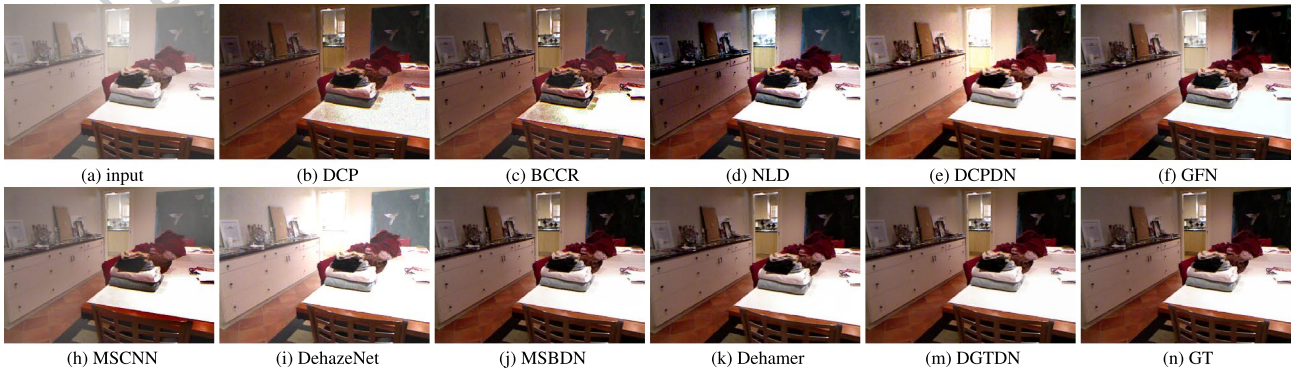 (a) input (b) DCP (c) BCCR (d) NLD (e) DCPDN (f) GFN
(h) MSCNN (i) DehazeNet (j) MSBDN (k) Dehamer (m) DGTDN (n) GT